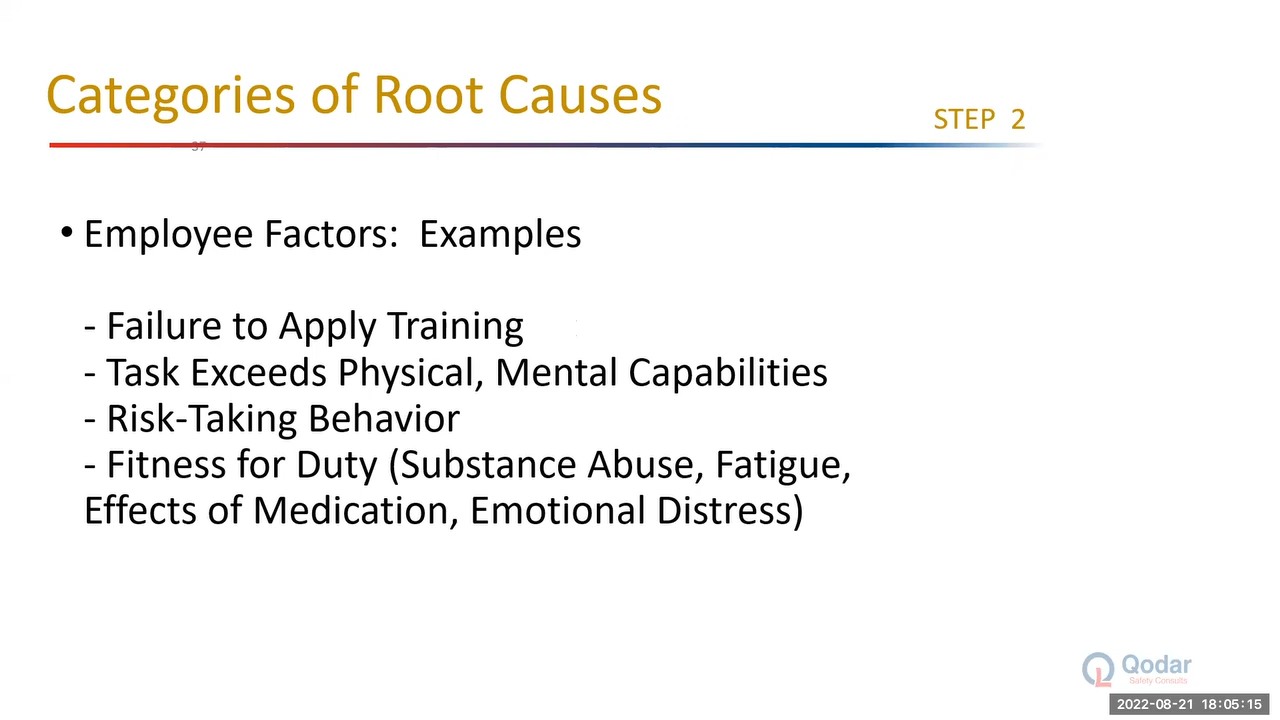 Categories of Root Causes
STEP 2
37
• Employee Factors: Examples
- Failure to Apply Training
- Task Exceeds Physical, Mental Capabilities
- Risk-Taking Behavior
- Fitness for Duty (Substance Abuse, Fatigue,
Effects of Medication, Emotional Distress)
Qodar
Safety Consults
2022-08-21 18:05:15